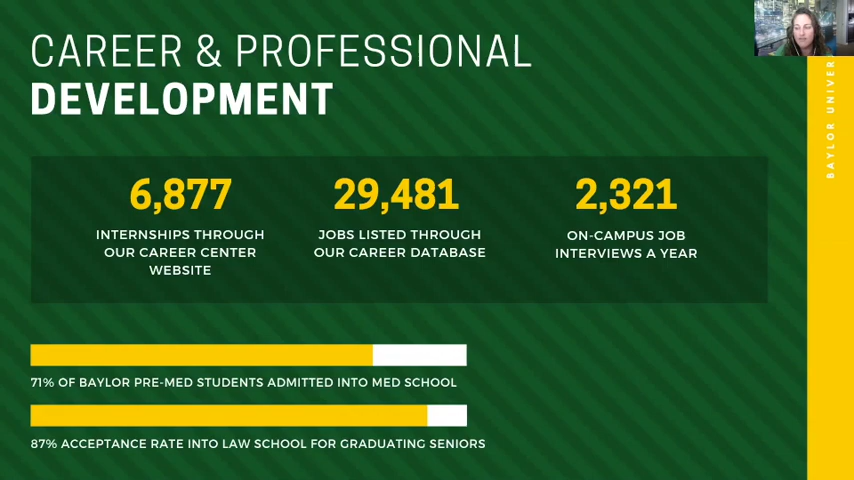 CAREER & PROFESSIONAL
DEVELOPMENT
6,877
INTERNSHIPS THROUGH
OUR CAREER CENTER
WEBSITE
29,481
JOBS LISTED THROUGH
OUR CAREER DATABASE
2,321
ON-CAMPUS JOB
INTERVIEWS A YEAR
71% OF BAYLOR PRE-MED STUDENTS ADMITTED INTO MED SCHOOL
87% ACCEPTANCE RATE INTO LAW SCHOOL FOR GRADUATING SENIORS
BAYLOR UNIVER